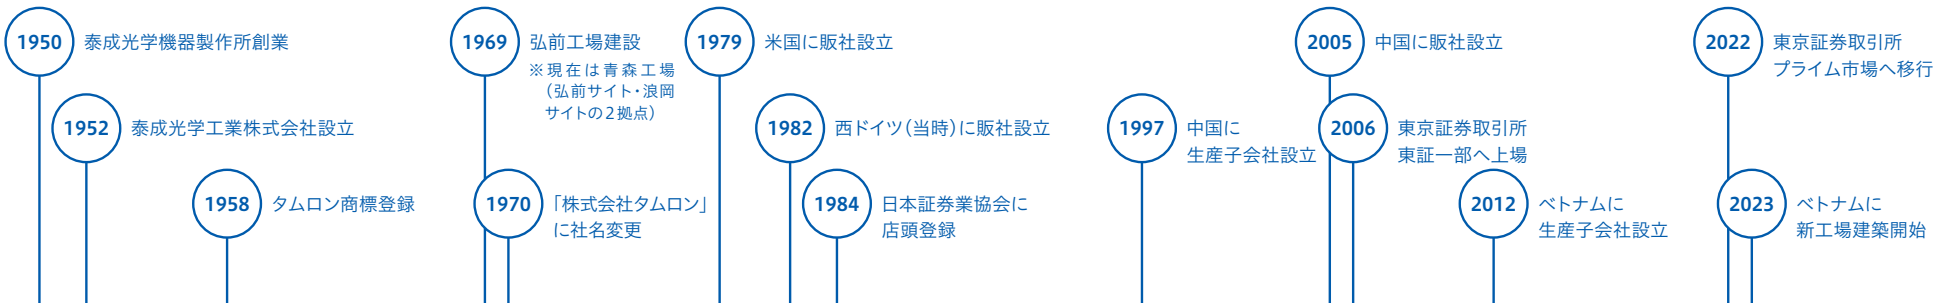 1950 泰成光学機器製作所創業
1952 泰成光学工業株式会社設立
1958 タムロン商標登録
1969 弘前工場建設
※現在は青森工場
（弘前サイト・浪岡
サイトの2拠点）
1970 「株式会社タムロン」
に社名変更
1979 米国に販社設立
1982 西ドイツ（当時）に販社設立
1984 日本証券業協会に
店頭登録
1997 中国に
生産子会社設立
2005 中国に販社設立
2006 東京証券取引所
東証一部へ上場
2012 ベトナムに
生産子会社設立
2022 東京証券取引所
プライム市場へ移行
2023 ベトナムに
新工場建築開始